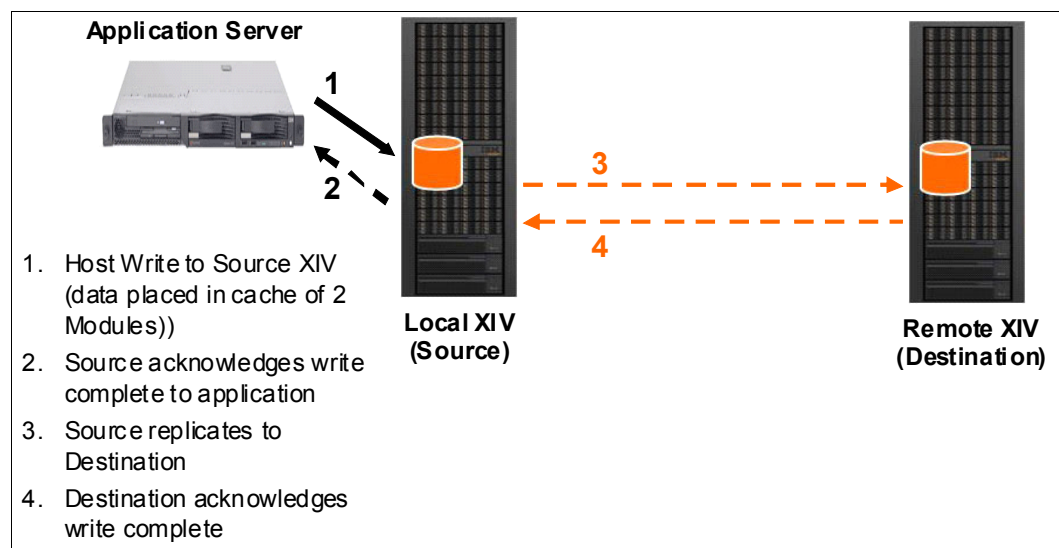 Application Server
1
2
3
4
Local XIV
(Source)
Remote XIV
(Destination)
1. Host Write to Source XIV
(data placed in cache of 2
Modules))
2. Source acknowledges write
complete to application
3. Source replicates to
Destination
4. Destination acknowledges
write complete